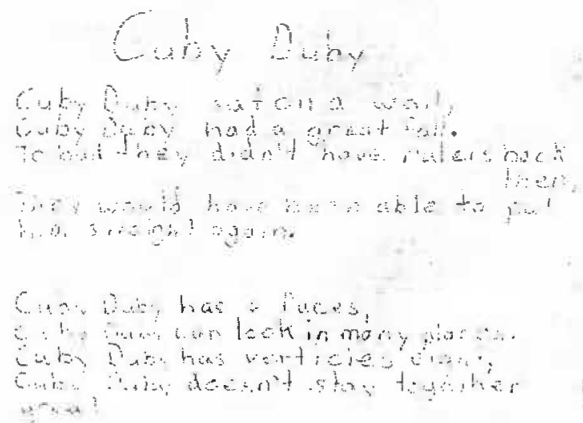 Cuby Duby
Cuby Duby sat on a wall,
Cuby Duby had a great fall.
To bad they didn't have rulers back
then,
They would have been able to put
him straight again.
Cuby Duby has 6 faces,
Cuby Duby can look in many places.
Cuby Duby has verticies
Cuby Duby doesn't stay together